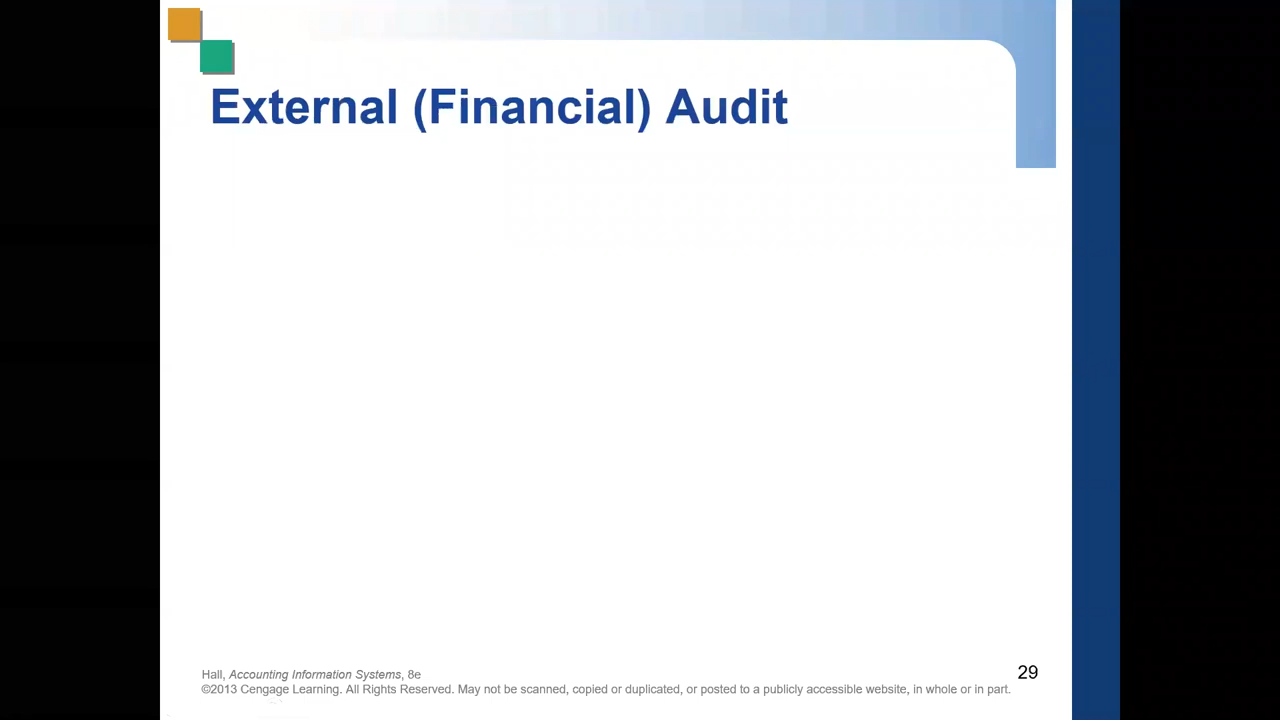 External (Financial) Audit
Hall, Accounting Information Systems, 8e
©2013 Cengage Learning. All Rights Reserved. May not be scanned, copied or duplicated, or posted to a publicly accessible website, in whole or in part.
29